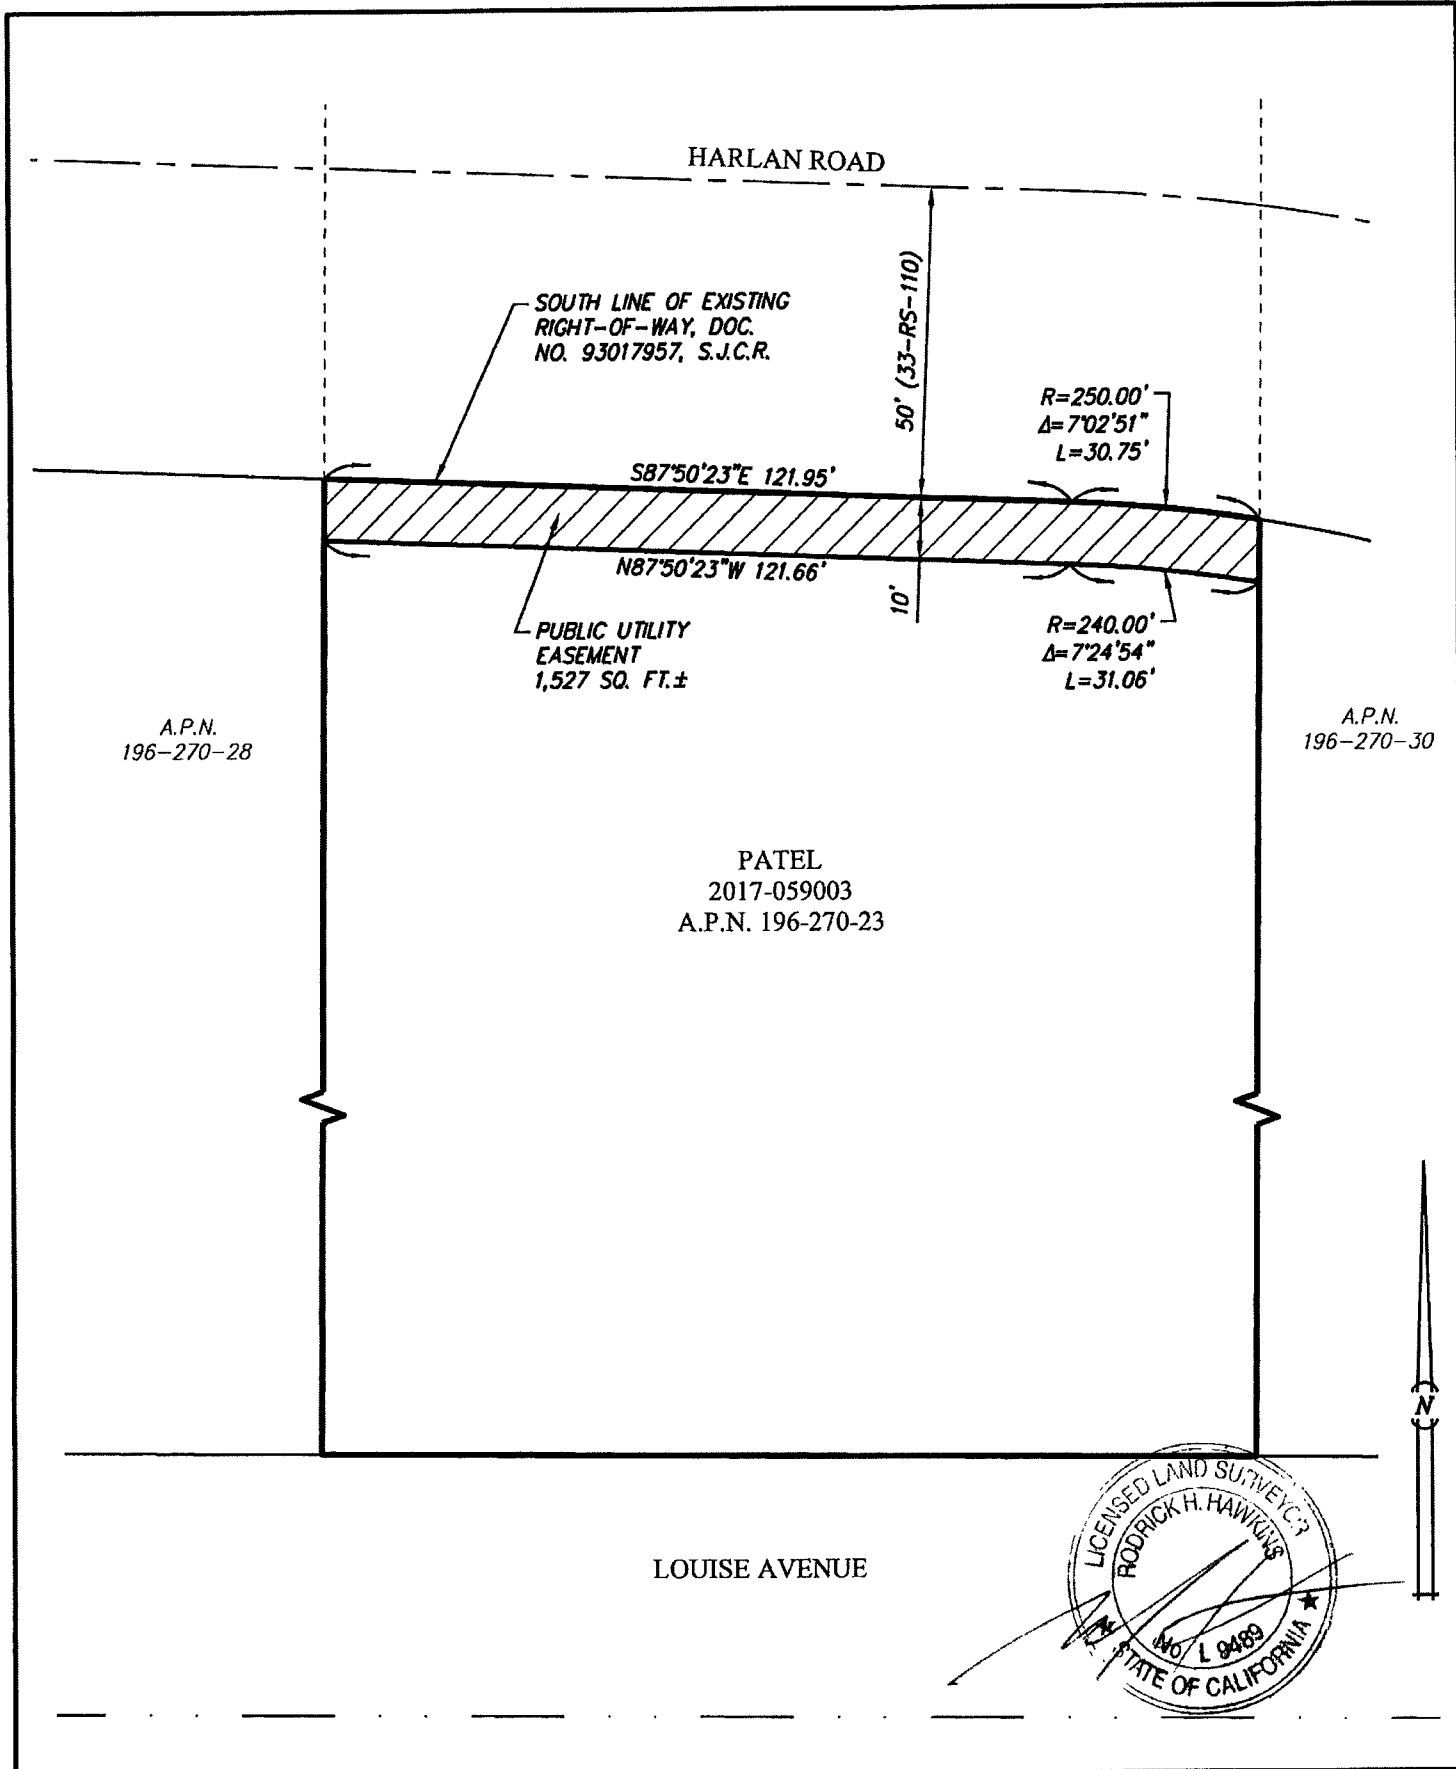 HARLAN ROAD
SOUTH LINE OF EXISTING
RIGHT-OF-WAY, DOC.
NO. 93017957, S.J.C.R.
50' (33-RS-110)
R=250.00'
Δ=7°02'51"
L=30.75'
S87°50'23"E 121.95'
N87°50'23"W 121.66'
10'
PUBLIC UTILITY
EASEMENT
1,527 SQ. FT.±
R=240.00'
Δ=7°24'54"
L=31.06'
A.P.N.
196-270-28
A.P.N.
196-270-30
PATEL
2017-059003
A.P.N. 196-270-23
N
LOUISE AVENUE
LICENSED LAND SURVEYOR
RODRICK H. HAWKINS
No. L 9489
STATE OF CALIFORNIA